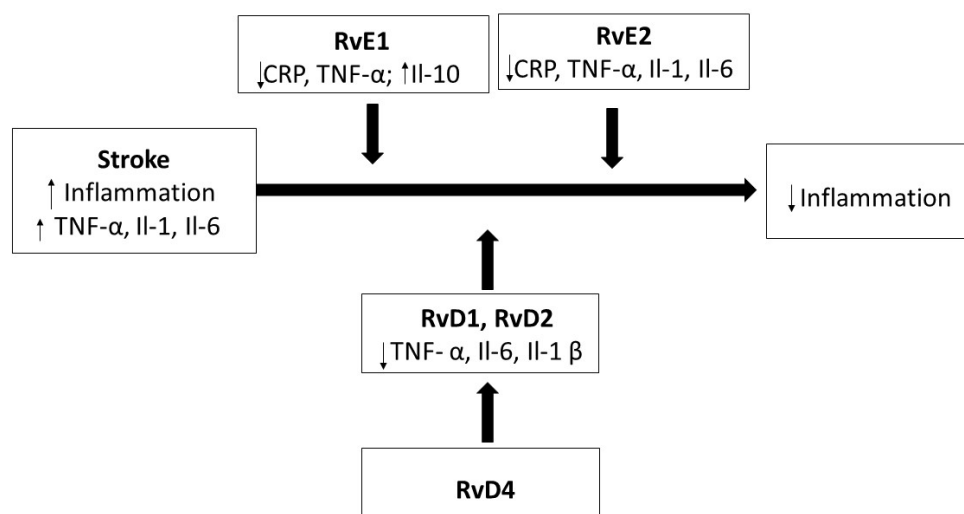 RvE1
↓CRP, TNF-α; ↑Il-10
RvE2
↓CRP, TNF-α, Il-1, Il-6
Stroke
↑ Inflammation
↑ TNF-α, Il-1, Il-6
↓Inflammation
RvD1, RvD2
↓TNF- α, Il-6, Il-1 β
RvD4